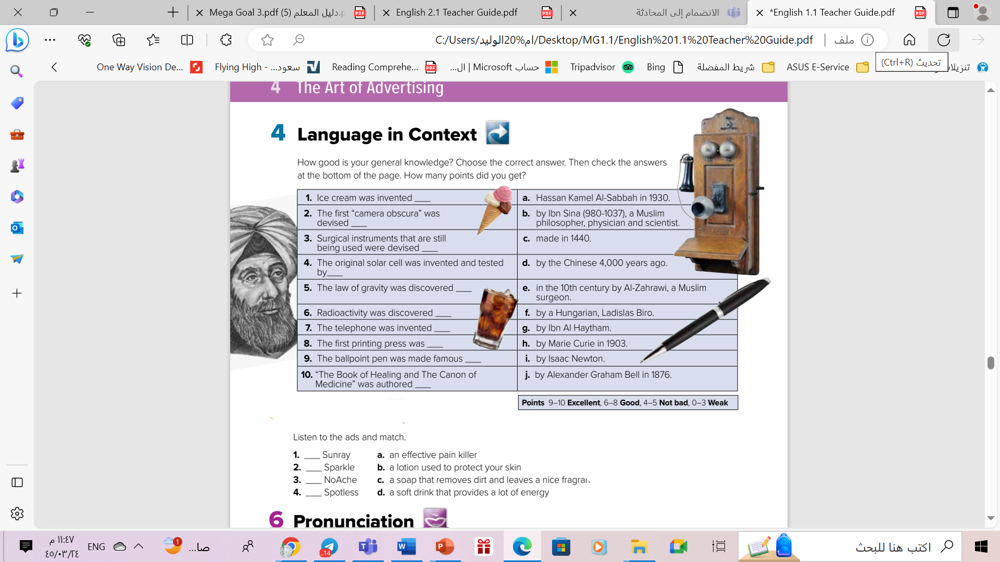 Mega Goal 3.pdf (5) دليل المعلم.p
English 2.1 Teacher Guide.pdf
الانضمام إلى المحادثة
*English 1.1 Teacher Guide.pdf
C:/Users/ام%20الوليد/Desktop/MG1.1/English%201.1%20Teacher%20Guide.pdf
ملف
تحديث (Ctrl+R)
One Way Vision De...
Flying High - سعود...
Reading Comprehe...
حساب Microsoft | ال...
Tripadvisor
Bing
شريط المفضلة
ASUS E-Service
4 The Art of Advertising
4 Language in Context
How good is your general knowledge? Choose the correct answer. Then check the answers
at the bottom of the page. How many points did you get?
1. Ice cream was invented ___
a. Hassan Kamel Al-Sabbah in 1930.
2. The first “camera obscura” was
devised ___
b. by Ibn Sina (980-1037), a Muslim
philosopher, physician and scientist.
3. Surgical instruments that are still
being used were devised ___
c. made in 1440.
4. The original solar cell was invented and tested
by___
d. by the Chinese 4,000 years ago.
5. The law of gravity was discovered ___
e. in the 10th century by Al-Zahrawi, a Muslim
surgeon.
6. Radioactivity was discovered ___
f. by a Hungarian, Ladislas Biro.
7. The telephone was invented ___
g. by Ibn Al Haytham.
8. The first printing press was ___
h. by Marie Curie in 1903.
9. The ballpoint pen was made famous ___
i. by Isaac Newton.
10. “The Book of Healing and The Canon of
Medicine” was authored ___
j. by Alexander Graham Bell in 1876.
Points 9–10 Excellent, 6–8 Good, 4–5 Not bad, 0–3 Weak
Listen to the ads and match.
1. ___ Sunray a. an effective pain killer
2. ___ Sparkle b. a lotion used to protect your skin
3. ___ NoAche c. a soap that removes dirt and leaves a nice
4. ___ Spotless d. a soft drink that provides a lot of energy
6 Pronunciation
١١:٤٧ م
٤٥/٠٣/٢٤
ENG
1
صا...
..14
اكتب هنا للبحث